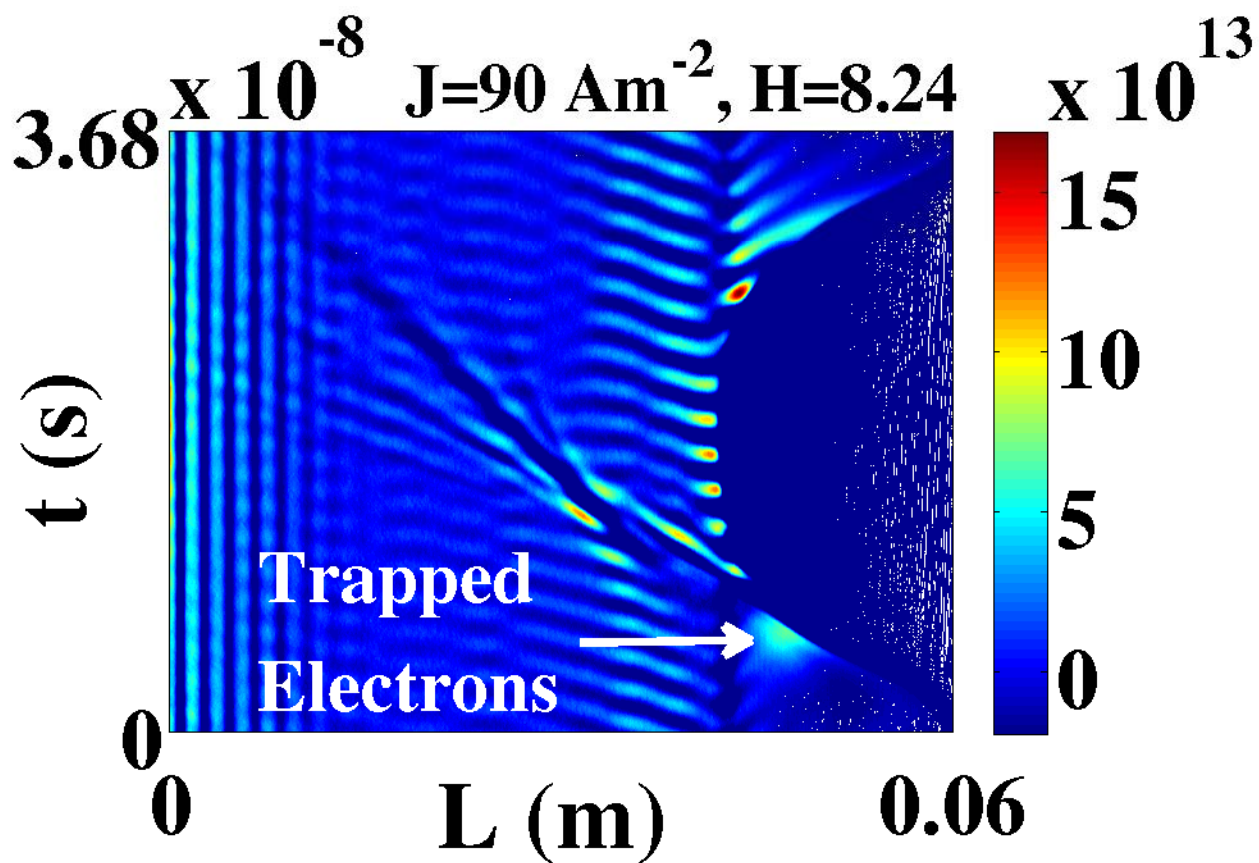 x 10^-8
J=90 Am^-2, H=8.24
x 10^13
3.68
15
10
5
0
t (s)
Trapped
Electrons
0
0
L (m)
0.06